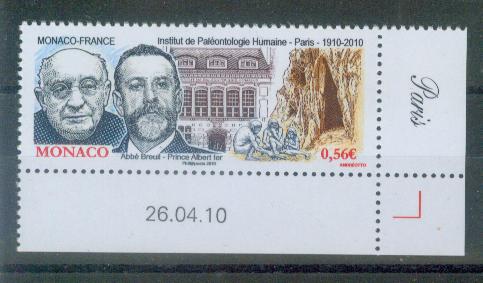 MONACO-FRANCE
Institut de Paléontologie Humaine - Paris - 1910-2010
MONACO
Abbé Breuil - Prince Albert Ier
0,56€
Paris
26.04.10